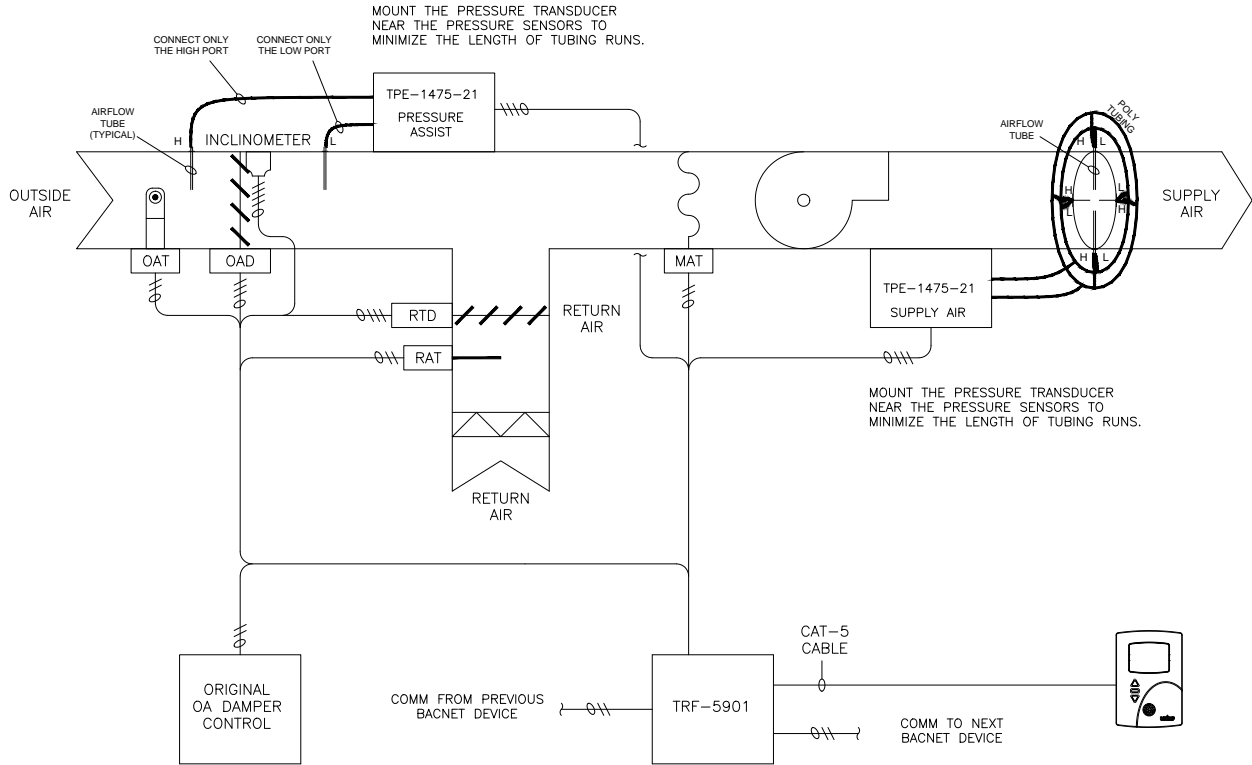 MOUNT THE PRESSURE TRANSDUCER
NEAR THE PRESSURE SENSORS TO
MINIMIZE THE LENGTH OF TUBING RUNS.
CONNECT ONLY
THE HIGH PORT
CONNECT ONLY
THE LOW PORT
TPE-1475-21
PRESSURE
ASSIST
AIRFLOW
TUBE
(TYPICAL)
H
INCLINOMETER
L
POLY
TUBING
AIRFLOW
TUBE
H
L
OUTSIDE
AIR
H
L
L
H
SUPPLY
AIR
OAT
OAD
MAT
H
L
TPE-1475-21
SUPPLY AIR
RTD
RETURN
AIR
RAT
MOUNT THE PRESSURE TRANSDUCER
NEAR THE PRESSURE SENSORS TO
MINIMIZE THE LENGTH OF TUBING RUNS.
RETURN
AIR
CAT-5
CABLE
ORIGINAL
OA DAMPER
CONTROL
COMM FROM PREVIOUS
BACNET DEVICE
TRF-5901
COMM TO NEXT
BACNET DEVICE